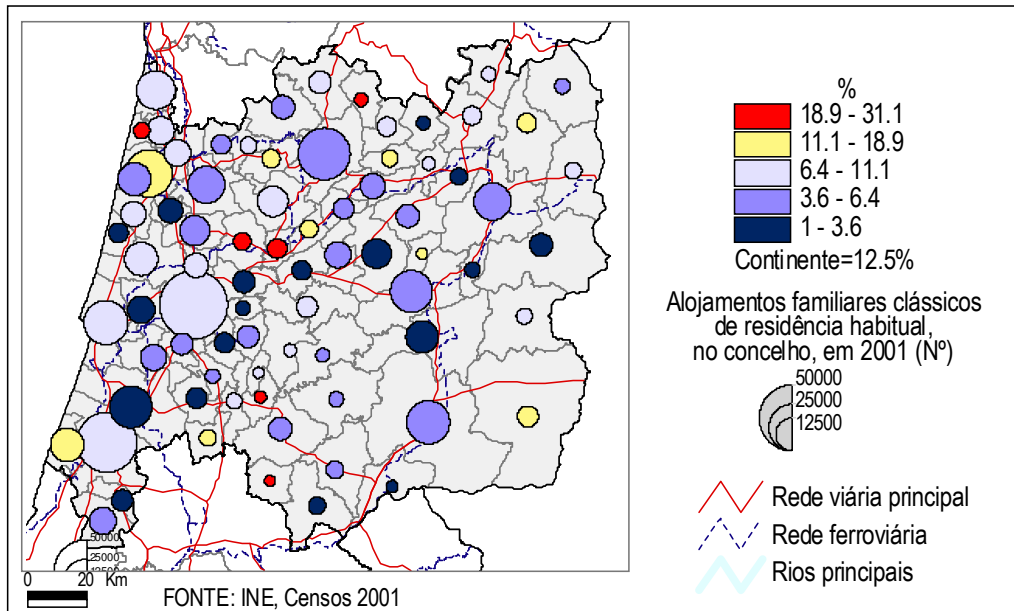 %
18.9 - 31.1
11.1 - 18.9
6.4 - 11.1
3.6 - 6.4
1 - 3.6
Continente=12.5%
Alojamentos familiares clássicos
de residência habitual,
no concelho, em 2001 (Nº)
50000
25000
12500
Rede viária principal
Rede ferroviária
Rios principais
50000
25000
12500
0 20 Km
FONTE: INE, Censos 2001